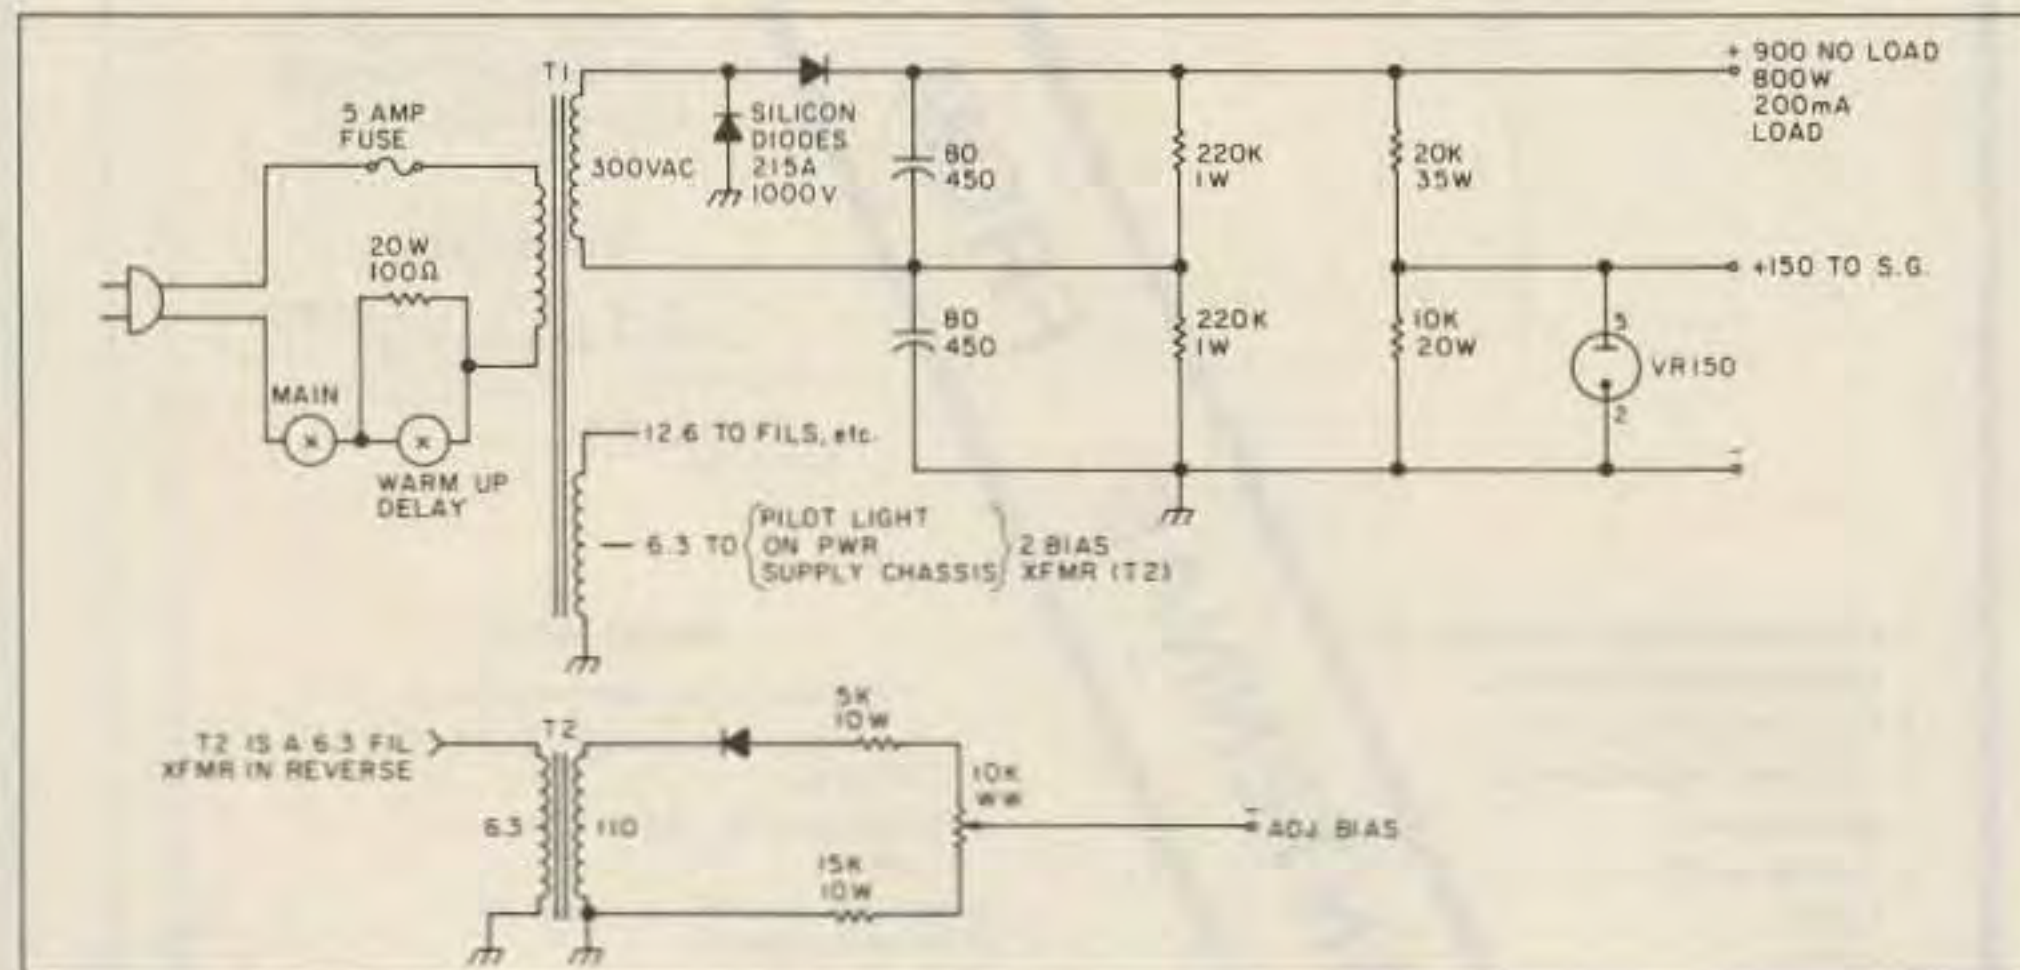 T1
5 AMP
FUSE
300VAC
SILICON
DIODES
215A
1000V
80
450
220K
1W
20K
35W
+ 900 NO LOAD
800W
200mA
LOAD
20W
100Ω
+150 TO S.G.
80
450
220K
1W
10K
20W
5
VR150
2
MAIN
WARM UP
DELAY
12.6 TO FILS, etc.
-
6.3 TO
PILOT LIGHT
ON PWR
SUPPLY CHASSIS
2 BIAS
XFMR (T2)
T2 IS A 6.3 FIL
XFMR IN REVERSE
T2
5K
10W
10K
WW
6.3
110
-
ADJ. BIAS
15K
10W